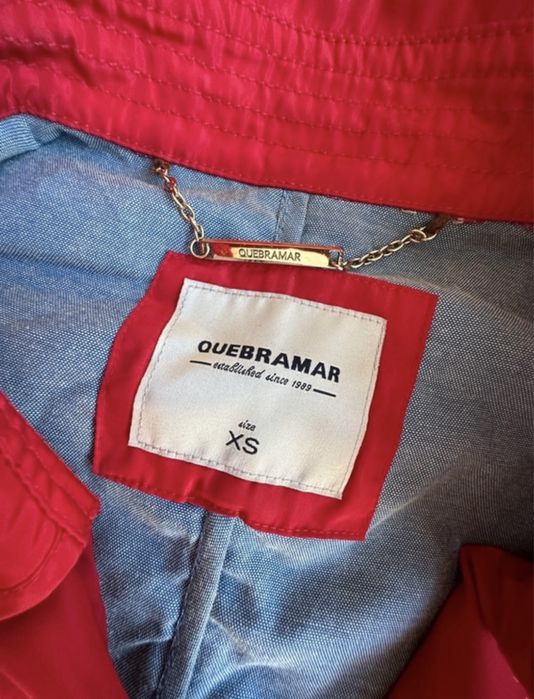 QUEBRAMAR
QUEBRAMAR
established since 1989
size
XS